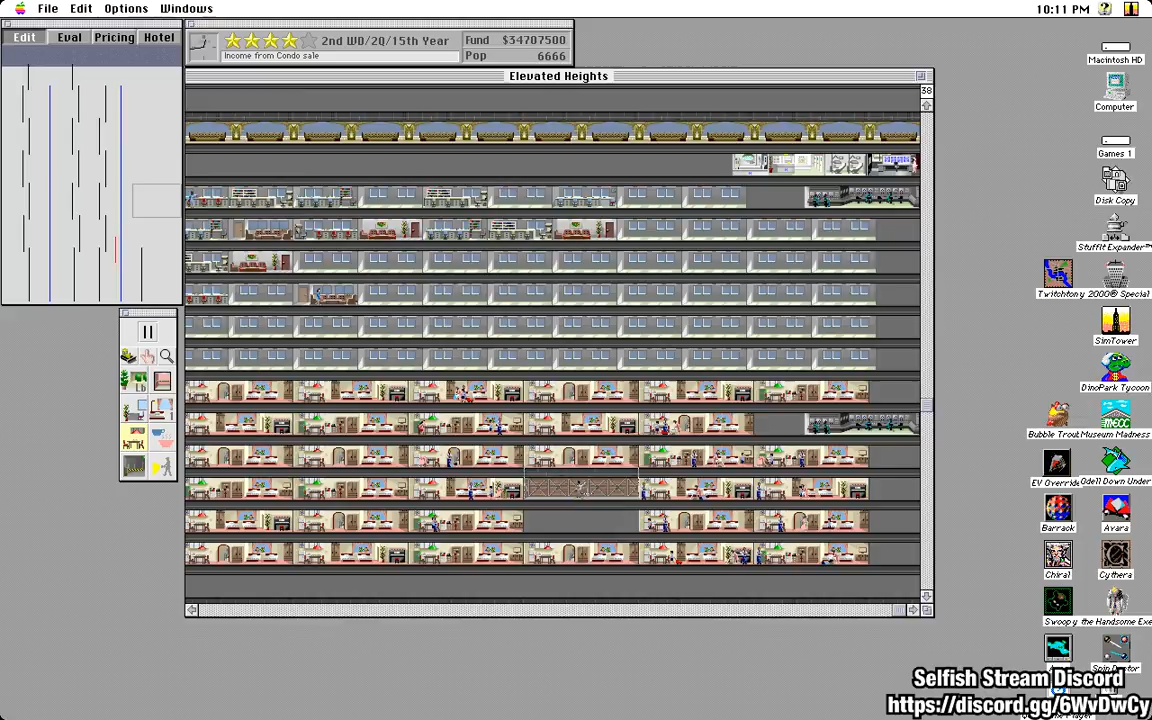 File Edit Options Windows
10:11 PM
Edit Eval Pricing Hotel
2nd WD/2Q/15th Year
Fund $34707500
Income from Condo sale
Pop 6666
Elevated Heights
38
Macintosh HD
Computer
Games 1
Disk Copy
StuffIt Expander™
Twitchtony 2000® Special
SimTower
DinoPark Tycoon
Bubble Trouble
Museum Madness
EV Override
Odell Down Under
Barrack
Avara
Chiral
Cythera
Swoopy the Handsome Exe
Spin Doctor
Selfish Stream Discord
https://discord.gg/6WvDwCy